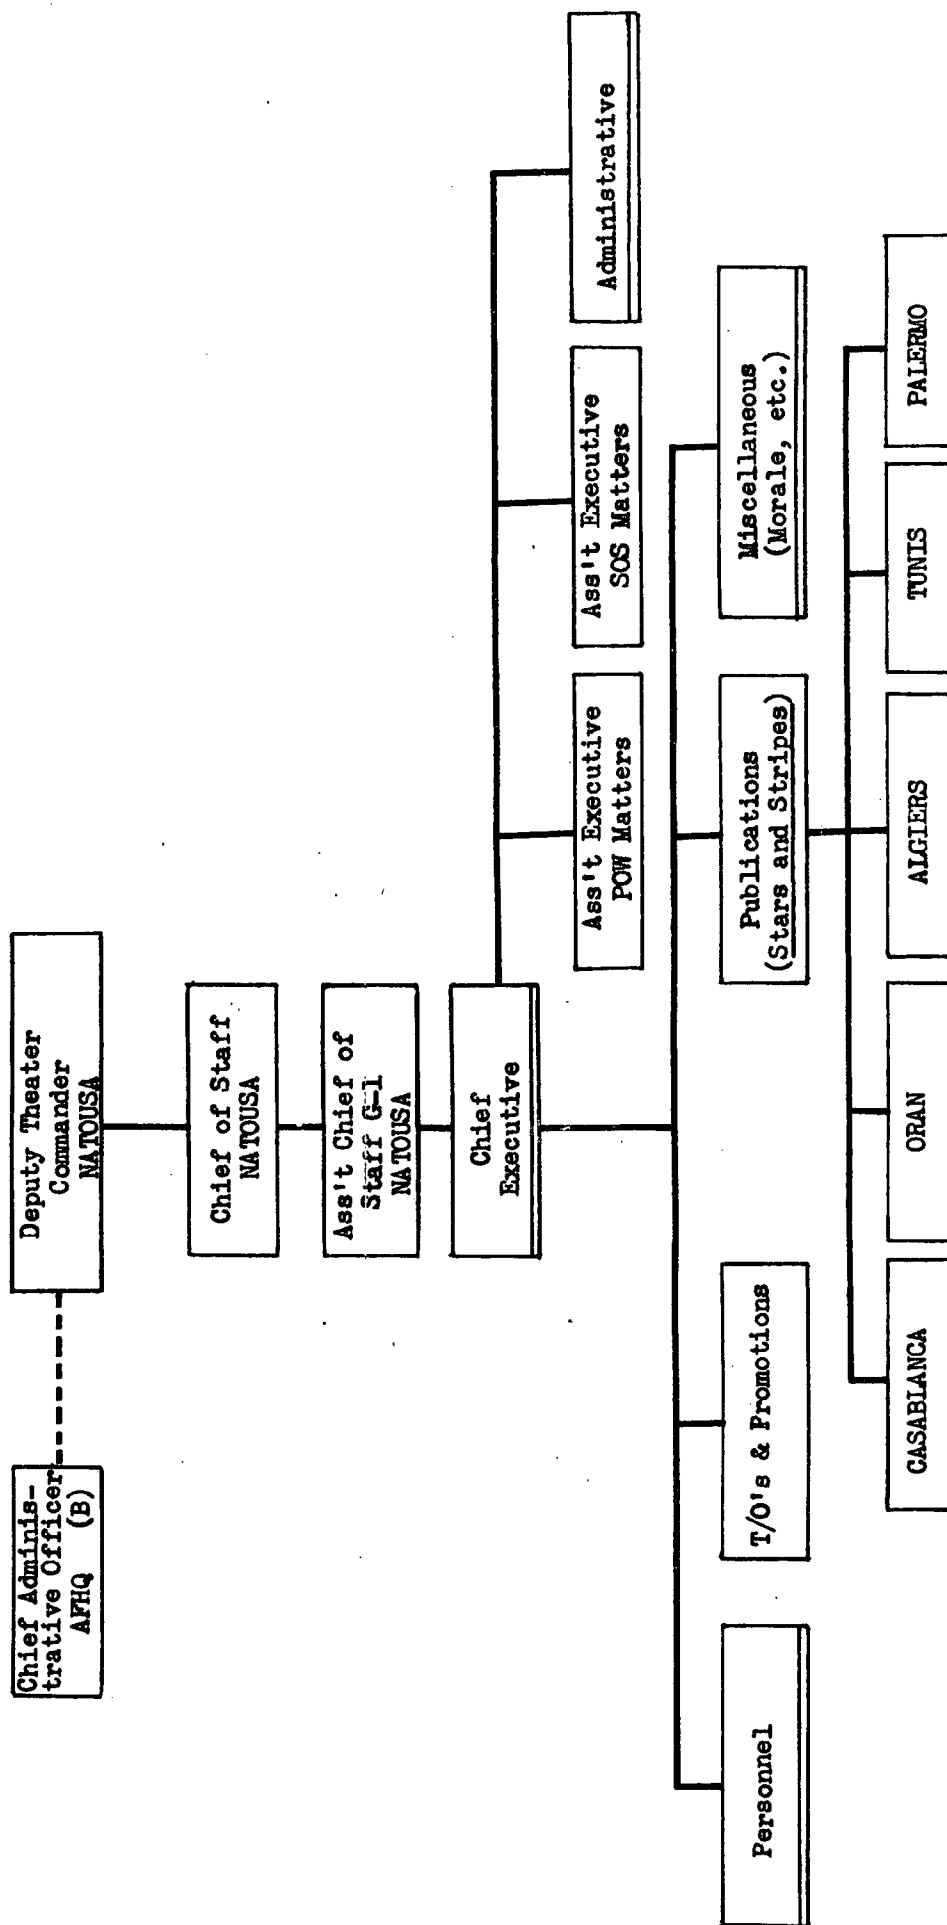 Chief Adminis-
trative Officer
AFHQ (B)
Deputy Theater
Commander
NATOUSA
Chief of Staff
NATOUSA
Ass't Chief of
Staff G-1
NATOUSA
Chief
Executive
Ass't Executive
POW Matters
Ass't Executive
SOS Matters
Administrative
Personnel
T/O's & Promotions
Publications
(Stars and Stripes)
Miscellaneous
(Morale, etc.)
CASABLANCA
ORAN
ALGIERS
TUNIS
PALERMO